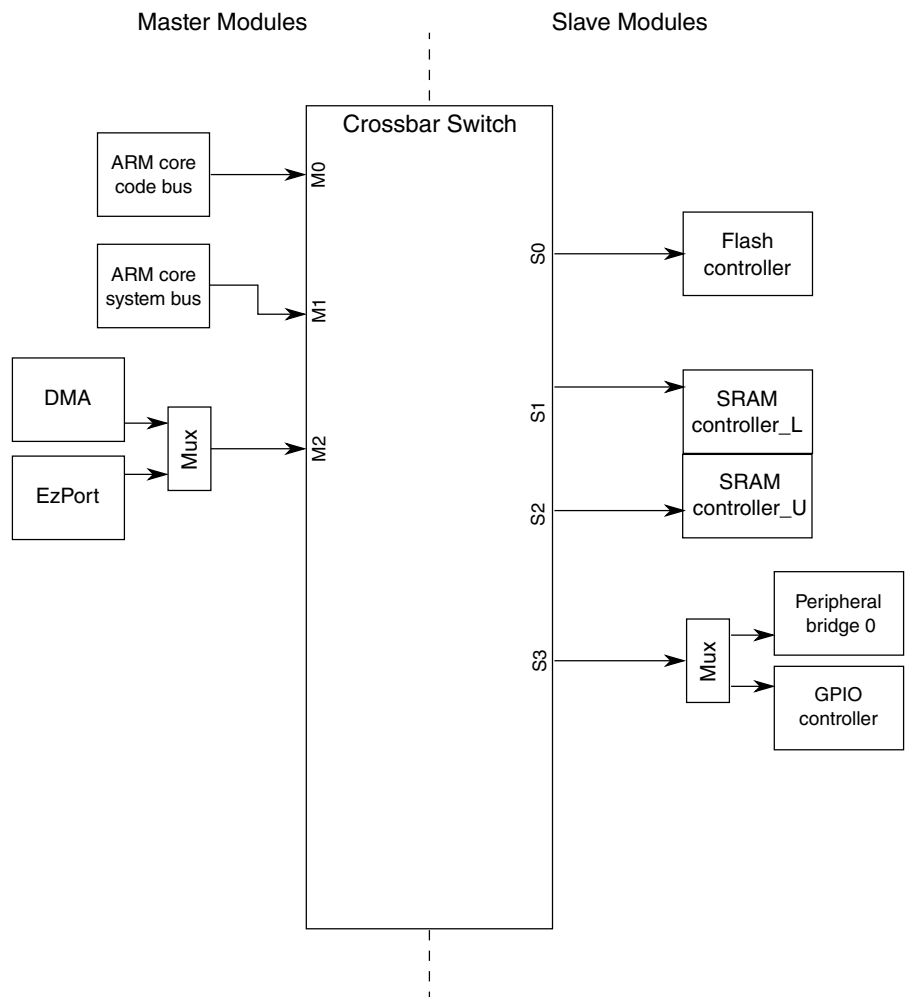 Master Modules
Slave Modules
Crossbar Switch
ARM core
code bus
M0
ARM core
system bus
M1
DMA
EzPort
Mux
M2
S0
Flash
controller
S1
SRAM
controller_L
S2
SRAM
controller_U
S3
Mux
Peripheral
bridge 0
GPIO
controller